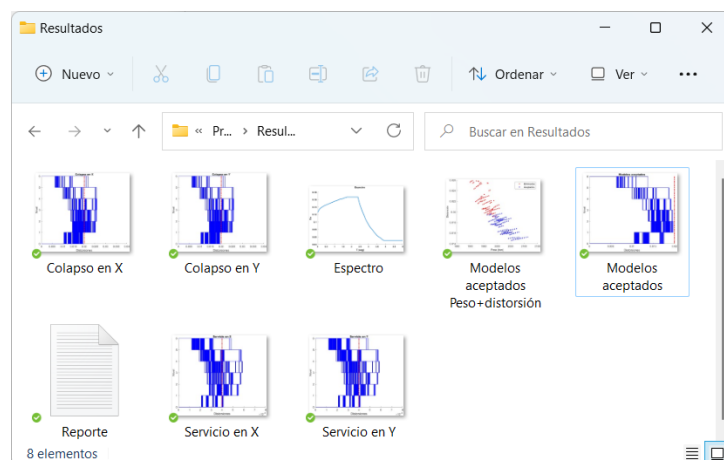 Resultados
Nuevo
Ordenar
Ver
« Pr... > Resul...
Buscar en Resultados
Colapso en X
Colapso en Y
Espectro
Modelos
aceptados
Peso+distorsión
Modelos
aceptados
Reporte
Servicio en X
Servicio en Y
8 elementos